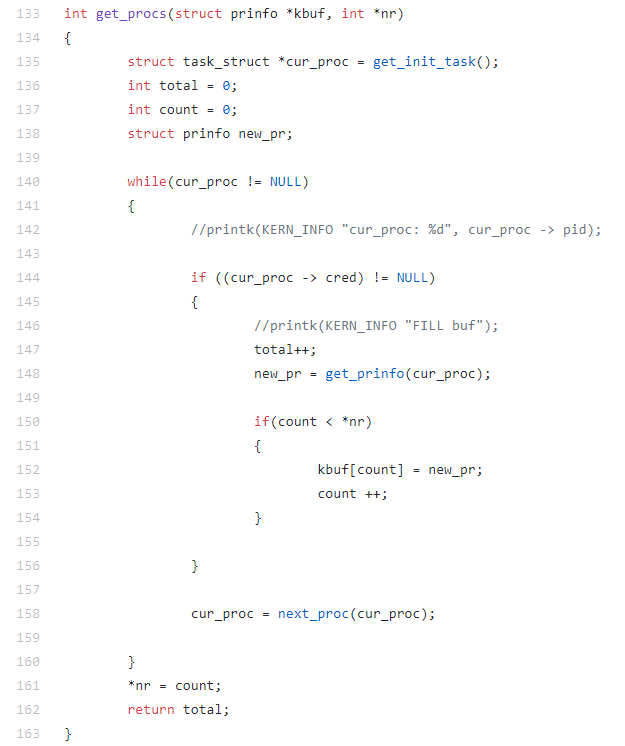 133 int get_procs(struct prinfo *kbuf, int *nr)
134 {
135         struct task_struct *cur_proc = get_init_task();
136         int total = 0;
137         int count = 0;
138         struct prinfo new_pr;
139
140         while(cur_proc != NULL)
141         {
142                 //printk(KERN_INFO "cur_proc: %d", cur_proc -> pid);
143
144                 if ((cur_proc -> cred) != NULL)
145                 {
146                         //printk(KERN_INFO "FILL buf");
147                         total++;
148                         new_pr = get_prinfo(cur_proc);
149
150                         if(count < *nr)
151                         {
152                                 kbuf[count] = new_pr;
153                                 count ++;
154                         }
155
156                 }
157
158                 cur_proc = next_proc(cur_proc);
159
160         }
161         *nr = count;
162         return total;
163 }